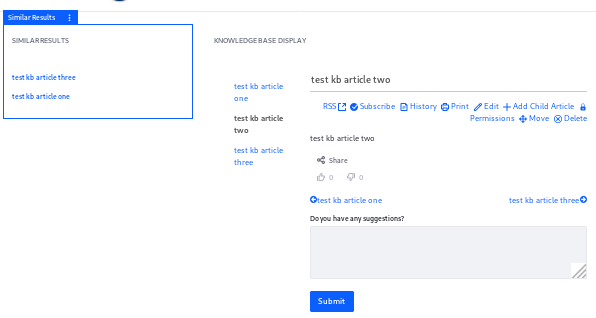 Similar Results
SIMILAR RESULTS
test kb article three
test kb article one
KNOWLEDGE BASE DISPLAY
test kb article
one
test kb article
two
test kb article
three
test kb article two
RSS Subscribe History Print Edit Add Child Article
Permissions Move Delete
test kb article two
Share
0 0
test kb article one test kb article three
Do you have any suggestions?
Submit